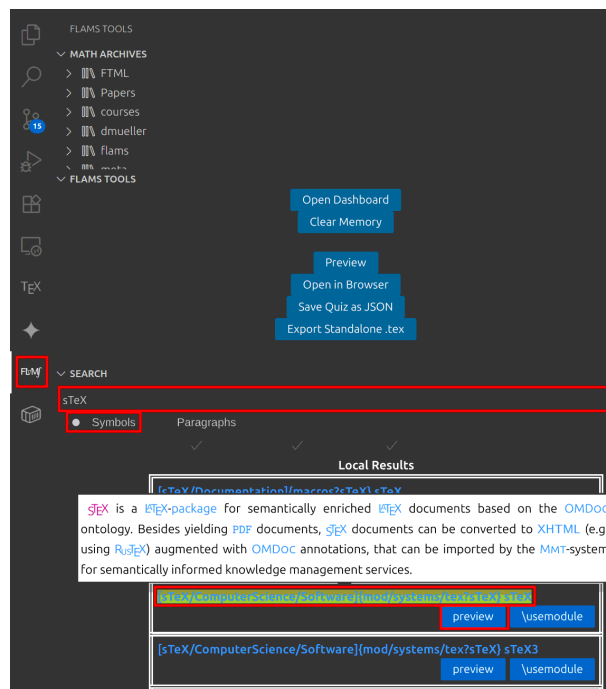 FLAMS TOOLS
MATH ARCHIVES
FTML
Papers
courses
15
dmueller
flams
FLAMS TOOLS
Open Dashboard
Clear Memory
Preview
TEX
Open in Browser
Save Quiz as JSON
Export Standalone .tex
FLAMS
SEARCH
sTeX
Symbols Paragraphs
Local Results
[sTeX/Documentation]{macros?sTeX} sTeX
STEX is a LATEX-package for semantically enriched LATEX documents based on the OMDOC
ontology. Besides yielding PDF documents, STEX documents can be converted to XHTML (e.g
using RUSTEX) augmented with OMDOC annotations, that can be imported by the MMT-system
for semantically informed knowledge management services.
[sTeX/ComputerScience/Software]{mod/systems/tex?sTeX} sTeX
preview \usemodule
[sTeX/ComputerScience/Software]{mod/systems/tex?sTeX} sTeX3
preview \usemodule